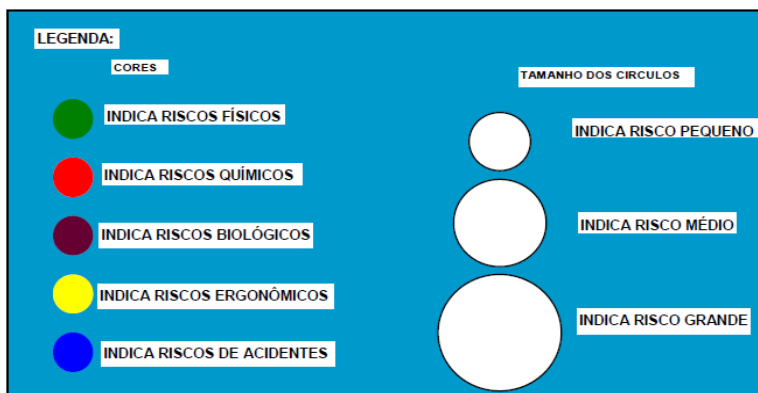 LEGENDA:
CORES
INDICA RISCOS FÍSICOS
INDICA RISCOS QUÍMICOS
INDICA RISCOS BIOLÓGICOS
INDICA RISCOS ERGONÔMICOS
INDICA RISCOS DE ACIDENTES
TAMANHO DOS CIRCULOS
INDICA RISCO PEQUENO
INDICA RISCO MÉDIO
INDICA RISCO GRANDE